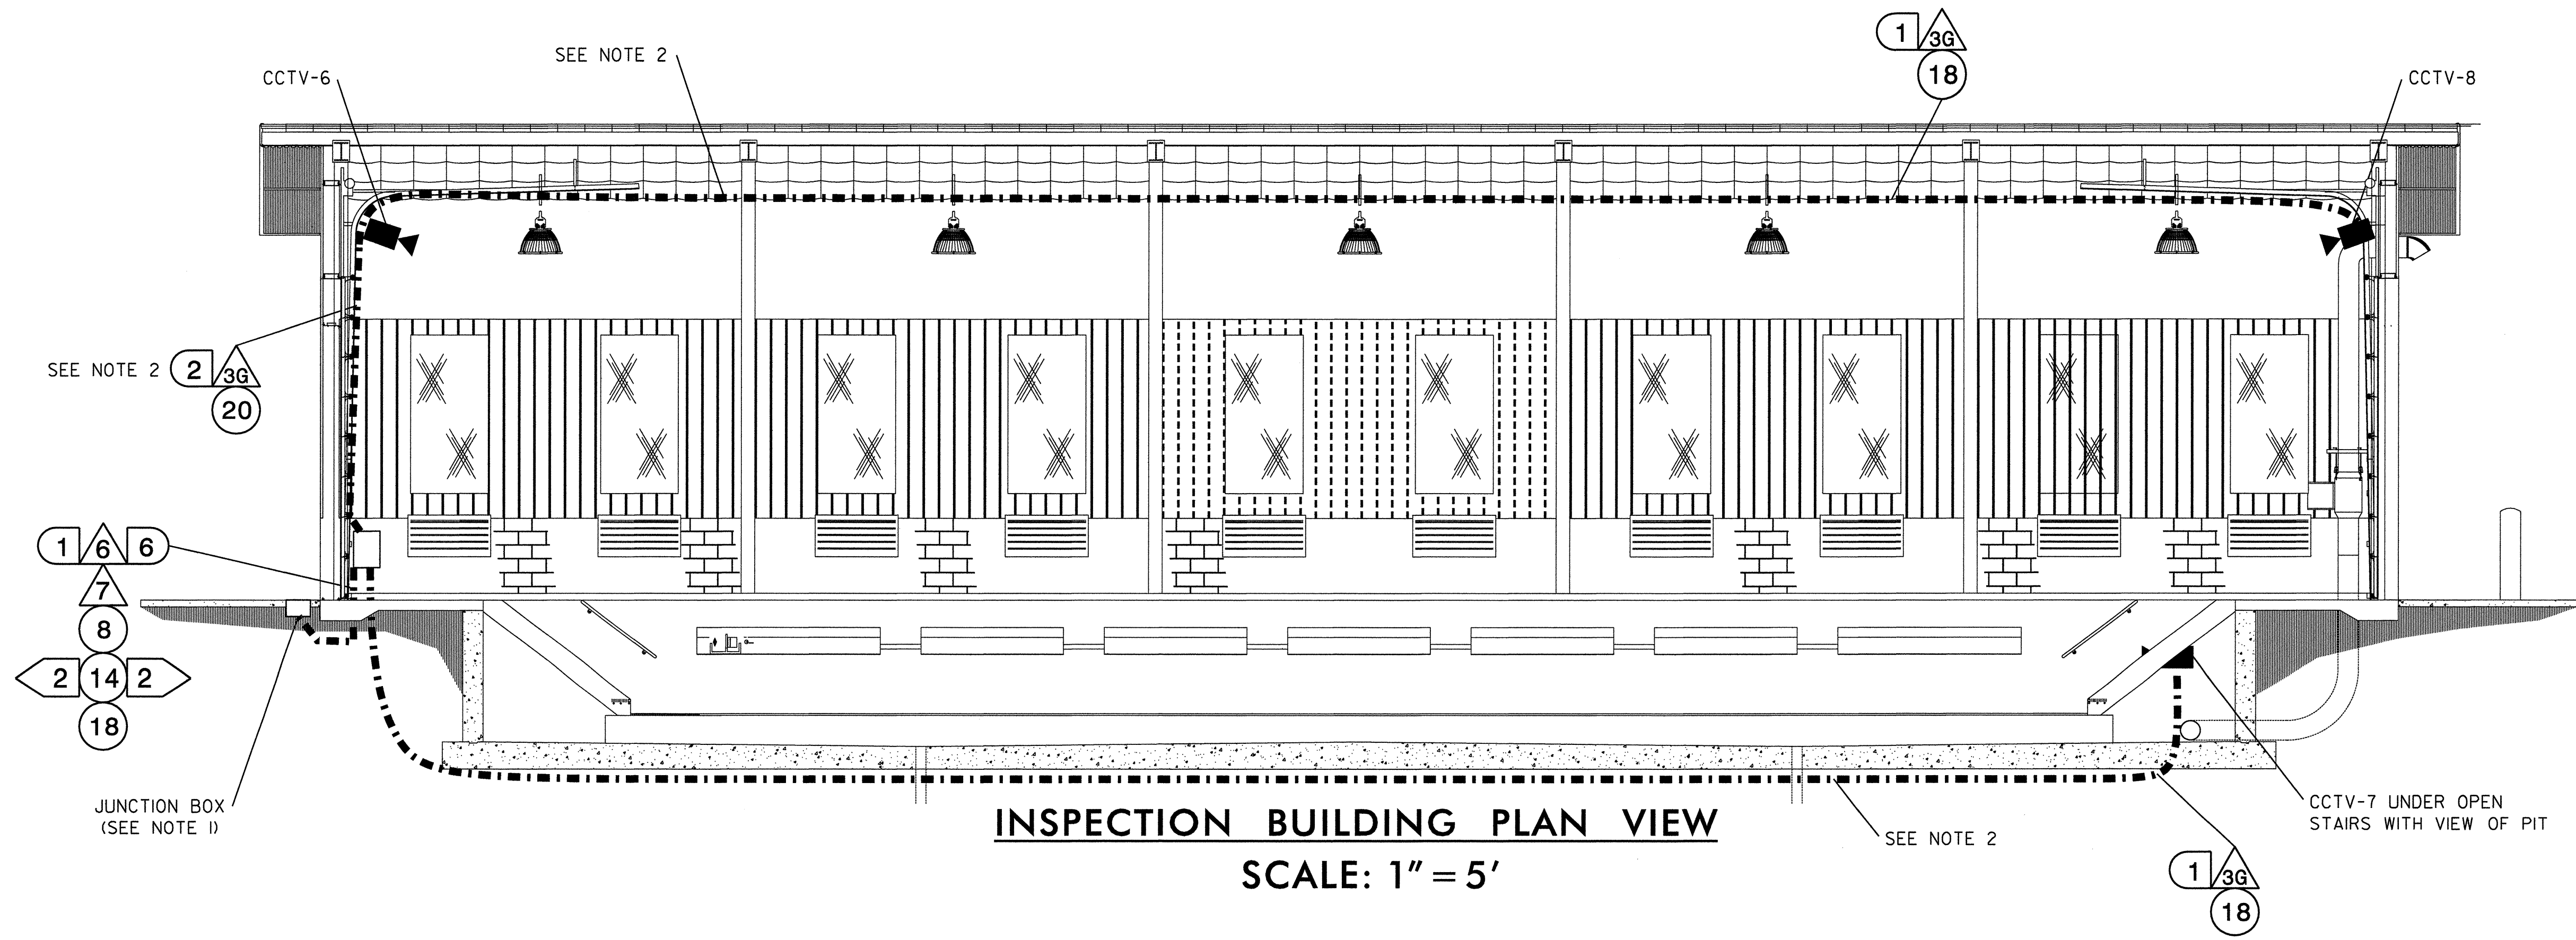 1 3G
18
SEE NOTE 2
CCTV-6
CCTV-8
SEE NOTE 2 2 3G
20
1 6 6
7
8
2 14 2
18
JUNCTION BOX
(SEE NOTE 1)
INSPECTION BUILDING PLAN VIEW
SCALE: 1" = 5'
SEE NOTE 2
CCTV-7 UNDER OPEN
STAIRS WITH VIEW OF PIT
1 3G
18